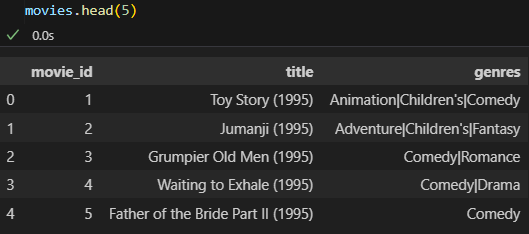 movies.head(5)
0.0s
movie_id title genres
0 1 Toy Story (1995) Animation|Children's|Comedy
1 2 Jumanji (1995) Adventure|Children's|Fantasy
2 3 Grumpier Old Men (1995) Comedy|Romance
3 4 Waiting to Exhale (1995) Comedy|Drama
4 5 Father of the Bride Part II (1995) Comedy